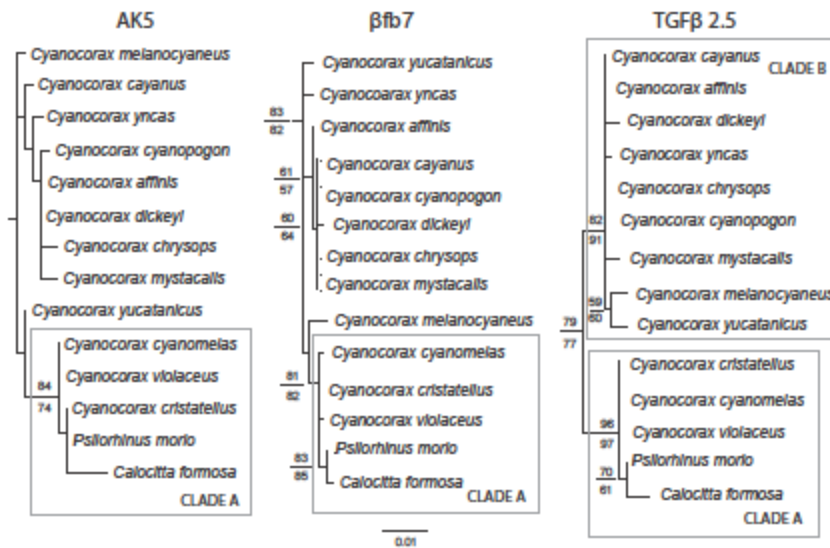 AK5
Cyanocorax melanocyaneus
Cyanocorax cayanus
Cyanocorax yncas
Cyanocorax cyanopogon
Cyanocorax affinis
Cyanocorax dickeyi
Cyanocorax chrysops
Cyanocorax mystacalis
Cyanocorax yucatanicus
Cyanocorax cyanomelas
Cyanocorax violaceus
84
74
Cyanocorax cristatellus
Psilorhinus morio
Calocitta formosa
CLADE A
βfb7
Cyanocorax yucatanicus
Cyanocoarax yncas
83
82
Cyanocorax affinis
Cyanocorax cayanus
61
57
Cyanocorax cyanopogon
60
64
Cyanocorax dickeyi
Cyanocorax chrysops
Cyanocorax mystacalis
Cyanocorax melanocyaneus
Cyanocorax cyanomelas
81
82
Cyanocorax cristatellus
Cyanocorax violaceus
Psilorhinus morio
83
85
Calocitta formosa
CLADE A
0.01
TGFβ 2.5
Cyanocorax cayanus
CLADE B
Cyanocorax affinis
Cyanocorax dickeyi
Cyanocorax yncas
Cyanocorax chrysops
82
91
Cyanocorax cyanopogon
Cyanocorax mystacalis
Cyanocorax melanocyaneus
59
60
Cyanocorax yucatanicus
79
77
Cyanocorax cristatellus
Cyanocorax cyanomelas
96
97
Cyanocorax violaceus
Psilorhinus morio
70
61
Calocitta formosa
CLADE A